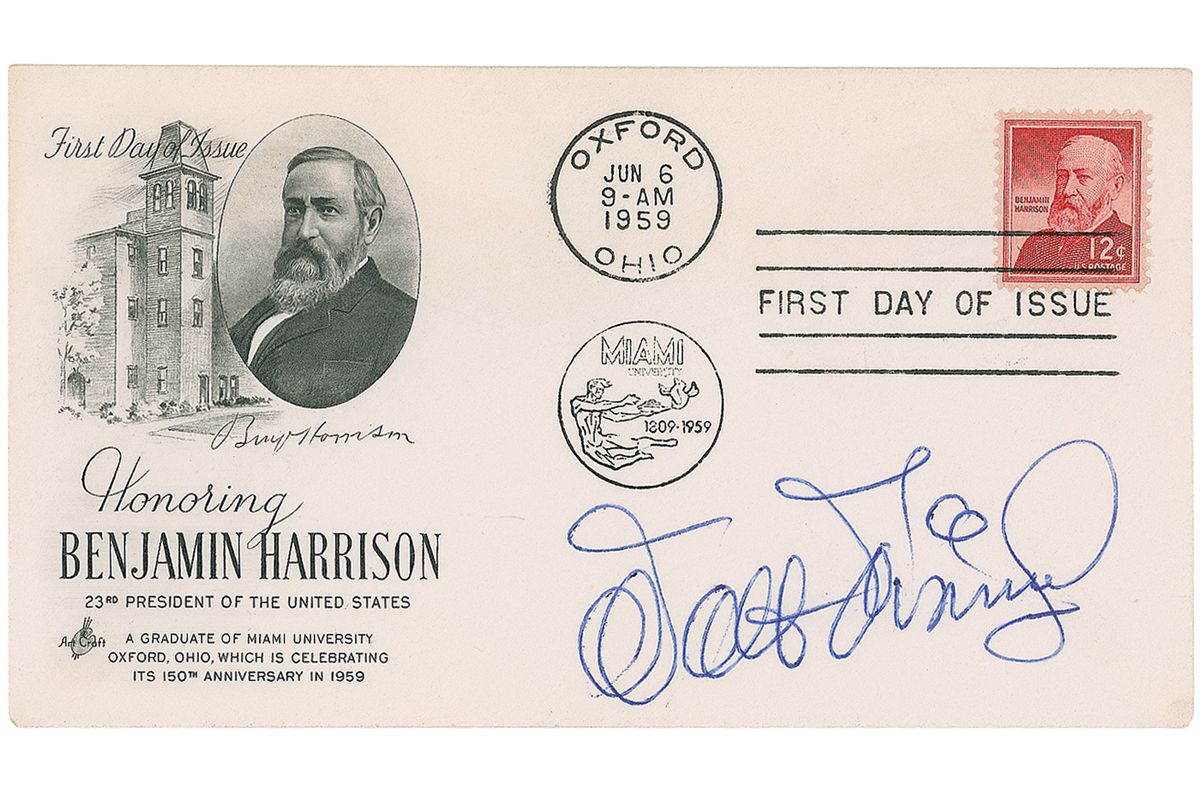 First Day of Issue
Benj Harrison
Honoring
BENJAMIN HARRISON
23RD PRESIDENT OF THE UNITED STATES
Art Craft
A GRADUATE OF MIAMI UNIVERSITY
OXFORD, OHIO, WHICH IS CELEBRATING
ITS 150TH ANNIVERSARY IN 1959
OXFORD
JUN 6
9-AM
1959
OHIO
MIAMI
UNIVERSITY
1809-1959
BENJAMIN
HARRISON
12¢
U.S. POSTAGE
FIRST DAY OF ISSUE